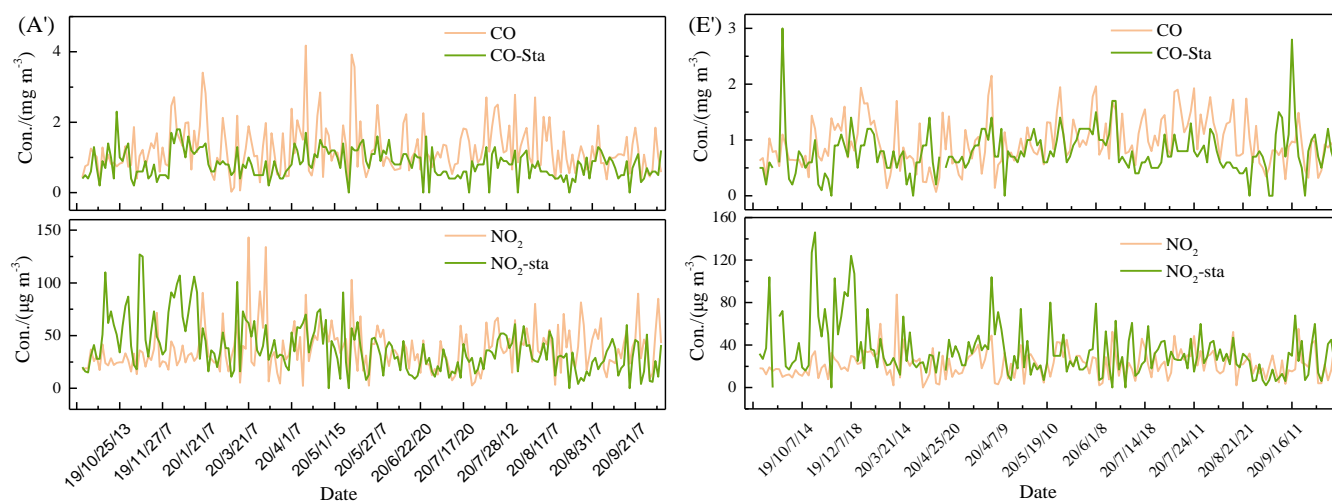 (A')
CO
CO-Sta
Con./(mg m⁻³)
4
2
0
NO₂
NO₂-sta
Con./(μg m⁻³)
150
100
50
0
19/10/25/13
19/11/27/7
20/1/21/7
20/3/21/7
20/4/1/7
20/5/1/15
20/5/27/7
20/6/22/20
20/7/17/20
20/7/28/12
20/8/17/7
20/8/31/7
20/9/21/7
Date
(E')
CO
CO-Sta
Con./(mg m⁻³)
3
2
1
0
NO₂
NO₂-sta
Con./(μg m⁻³)
160
120
80
40
0
19/10/7/14
19/12/7/18
20/3/21/14
20/4/25/20
20/4/7/9
20/5/19/10
20/6/1/8
20/7/14/18
20/7/24/11
20/8/21/21
20/9/16/11
Date